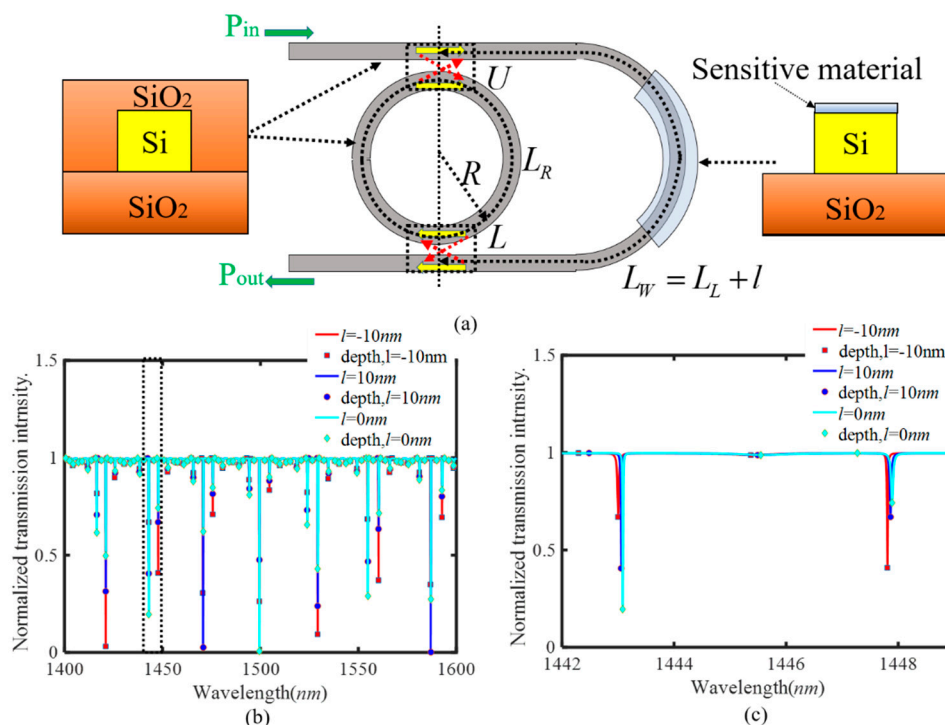 Pin
U
Sensitive material
SiO2
Si
Si
R
LR
SiO2
SiO2
L
Pout
LW = LL + l
(a)
l=-10nm
depth,l=-10nm
l=10nm
depth,l=10nm
l=0nm
depth,l=0nm
Normalized transmission intrnsity.
1.5
1
0.5
0
1400
1450
1500
1550
1600
Wavelength(nm)
(b)
l=-10nm
depth,l=-10nm
l=10nm
depth,l=10nm
l=0nm
depth,l=0nm
Normalized transmission intrnsity.
1.5
1
0.5
0
1442
1444
1446
1448
Wavelength(nm)
(c)